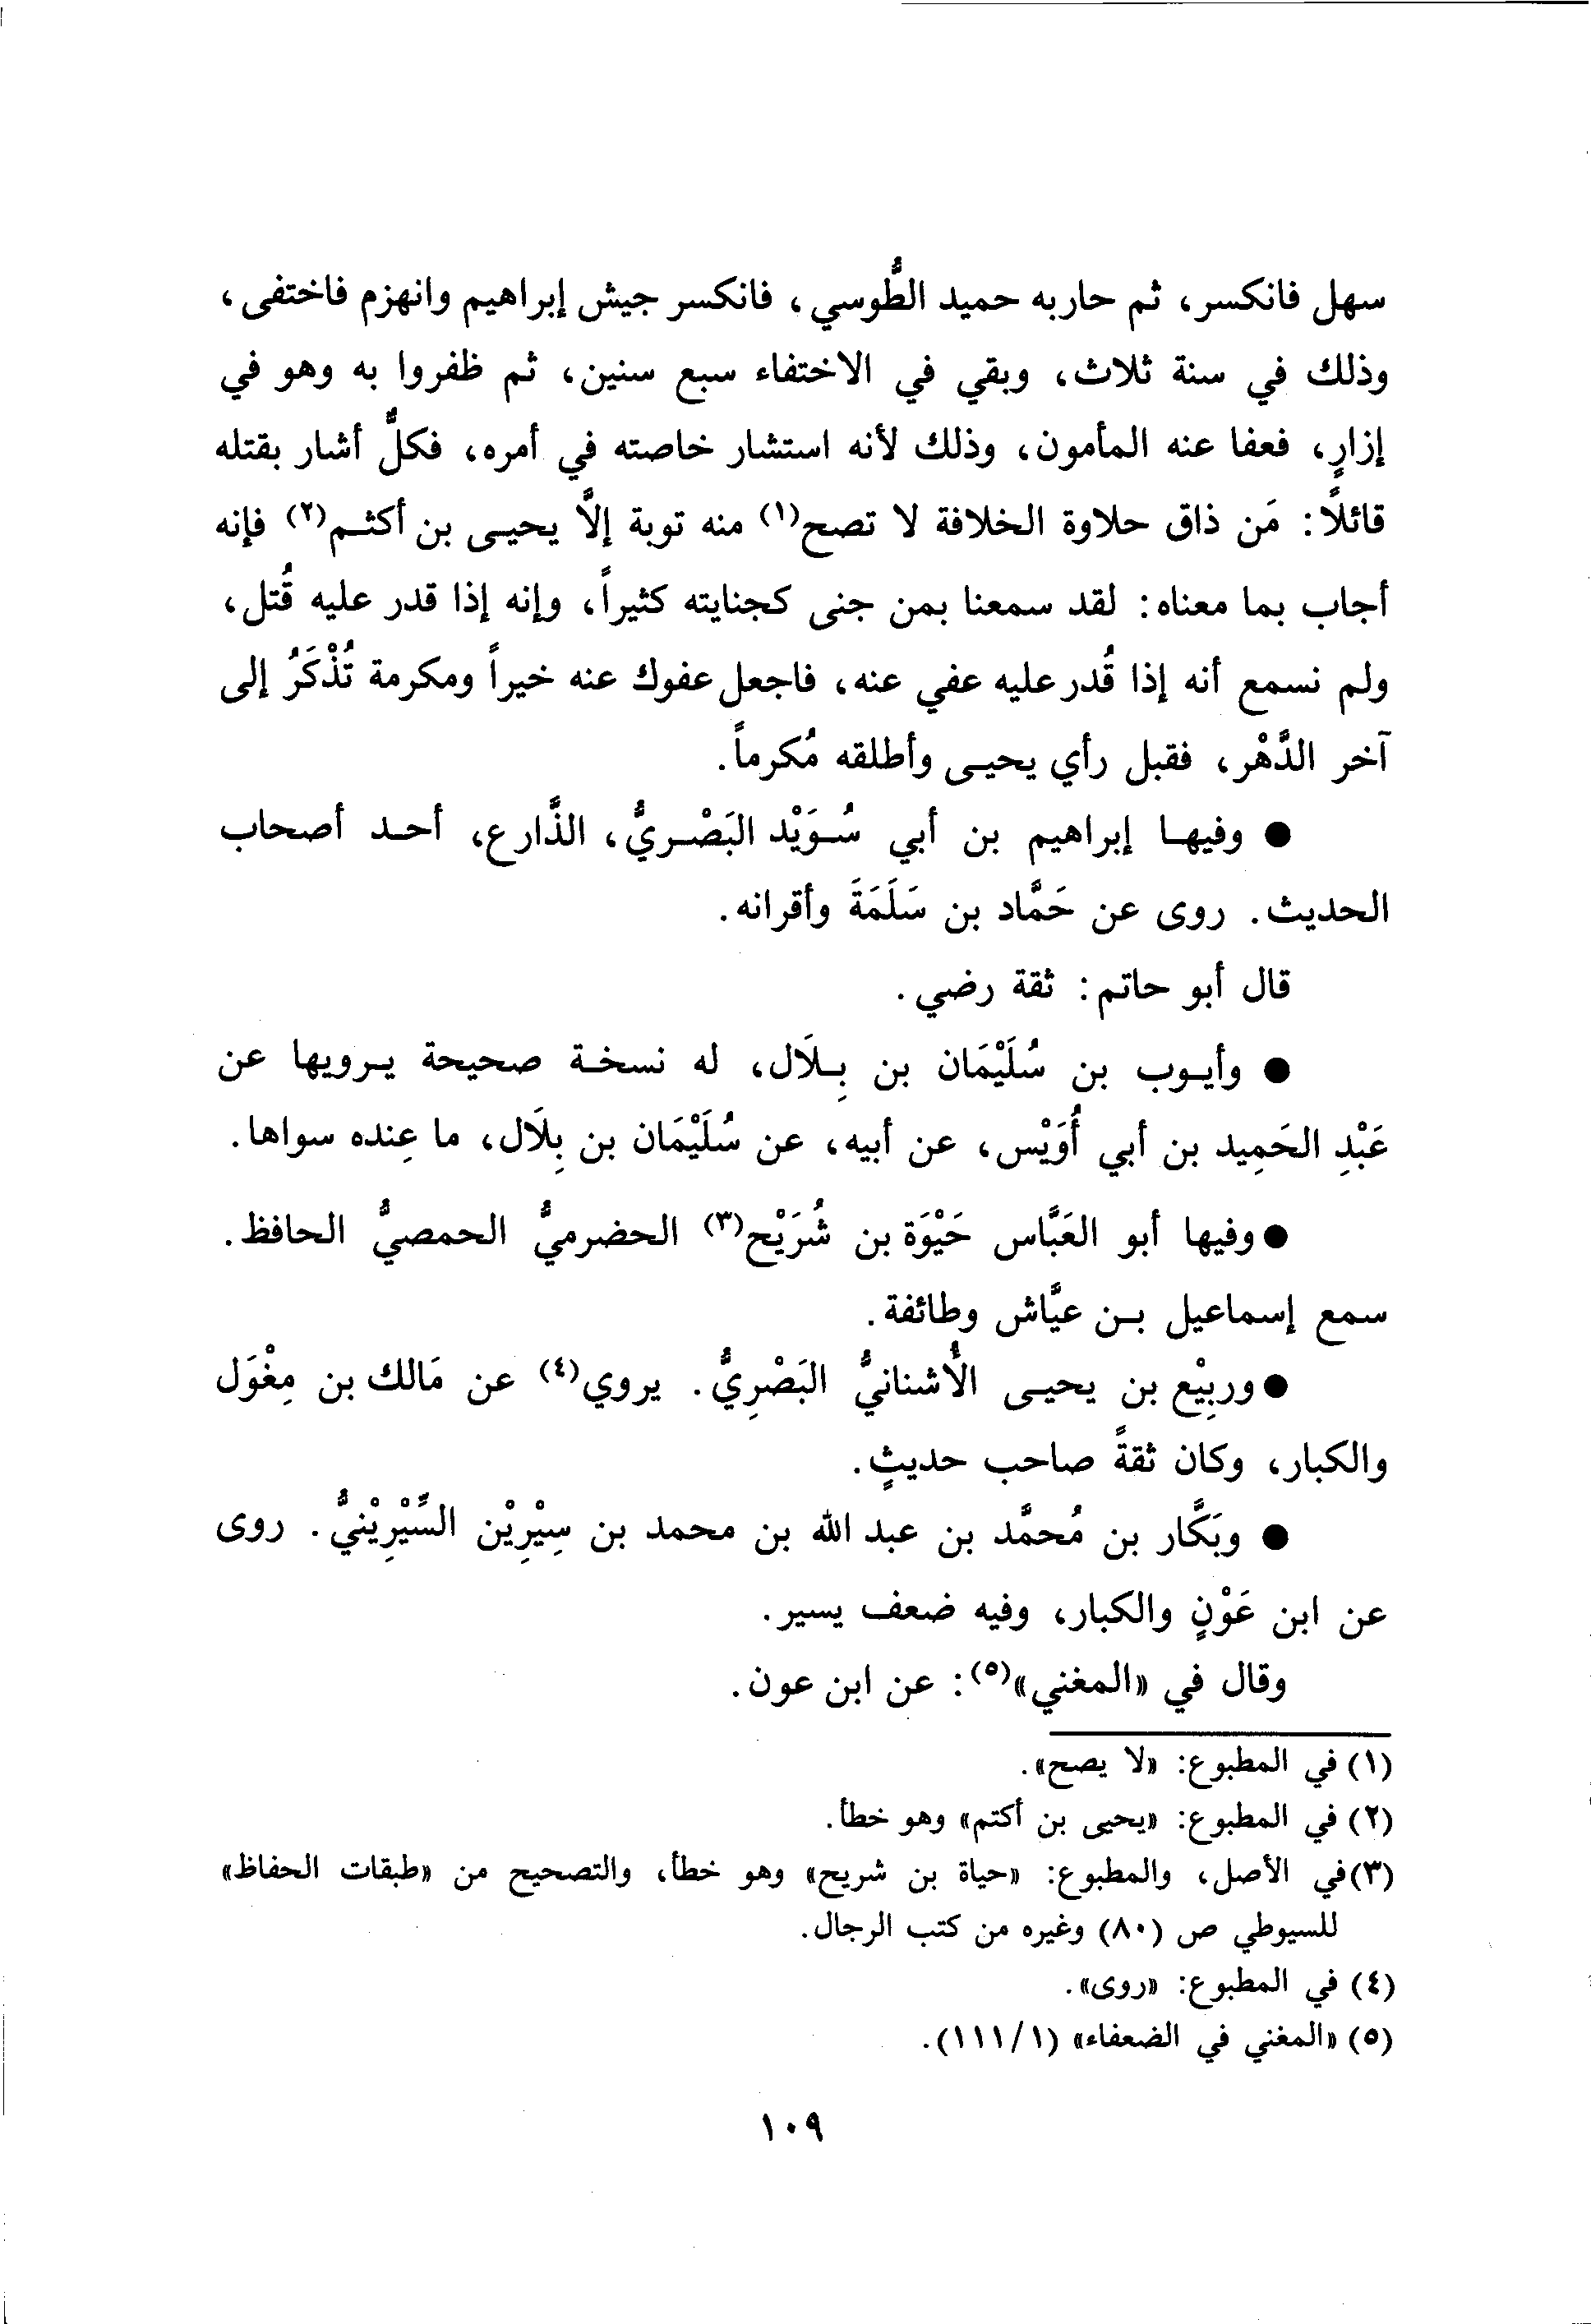 سهل فانكسر، ثم حاربه حميد الطُّوسي، فانكسر جيش إبراهيم وانهزم فاختفى،
وذلك في سنة ثلاث، وبقي في الاختفاء سبع سنين، ثم ظفروا به وهو في
إزارٍ، فعفا عنه المأمون، وذلك لأنه استشار خاصته في أمره، فكلٌّ أشار بقتله
قائلًا: مَن ذاق حلاوة الخلافة لا تصح(١) منه توبة إلاَّ يحيى بن أكثم(٢) فإنه
أجاب بما معناه: لقد سمعنا بمن جنى كجنايته كثيراً، وإنه إذا قدر عليه قُتل،
ولم نسمع أنه إذا قُدر عليه عفي عنه، فاجعل عفوك عنه خيراً ومكرمة تُذْكَرُ إلى
آخر الدَّهْر، فقبل رأي يحيى وأطلقه مُكرماً.
● وفيها إبراهيم بن أبي سُوَيْد البَصْريُّ، الذَّارع، أحد أصحاب
الحديث. روى عن حَمَّاد بن سَلَمَةَ وأقرانه.
قال أبو حاتم: ثقة رضي.
● وأيوب بن سُلَيْمَان بن بِلَال، له نسخة صحيحة يرويها عن
عَبْدِ الحَمِيد بن أبي أُوَيْس، عن أبيه، عن سُلَيْمَان بن بِلَال، ما عِنده سواها.
● وفيها أبو العَبَّاس حَيْوَة بن شُرَيْح(٣) الحضرميُّ الحمصيُّ الحافظ.
سمع إسماعيل بن عيَّاش وطائفة.
● وربِيْع بن يحيى الأُشنانيُّ البَصْرِيُّ. يروي(٤) عن مَالك بن مِغْوَل
والكبار، وكان ثقةً صاحب حديثٍ.
● وبَكَّار بن مُحمَّد بن عبد الله بن محمد بن سِيْرِيْن السِّيْرِيْنيُّ. روى
عن ابن عَوْنٍ والكبار، وفيه ضعف يسير.
وقال في «المغني»(٥): عن ابن عون.
(١) في المطبوع: «لا يصح».
(٢) في المطبوع: «يحيى بن أكتم» وهو خطأ.
(٣) في الأصل، والمطبوع: «حياة بن شريح» وهو خطأ، والتصحيح من «طبقات الحفاظ»
للسيوطي ص (٨٠) وغيره من كتب الرجال.
(٤) في المطبوع: «روى».
(٥) «المغني في الضعفاء» (١/١١١).
١٠٩